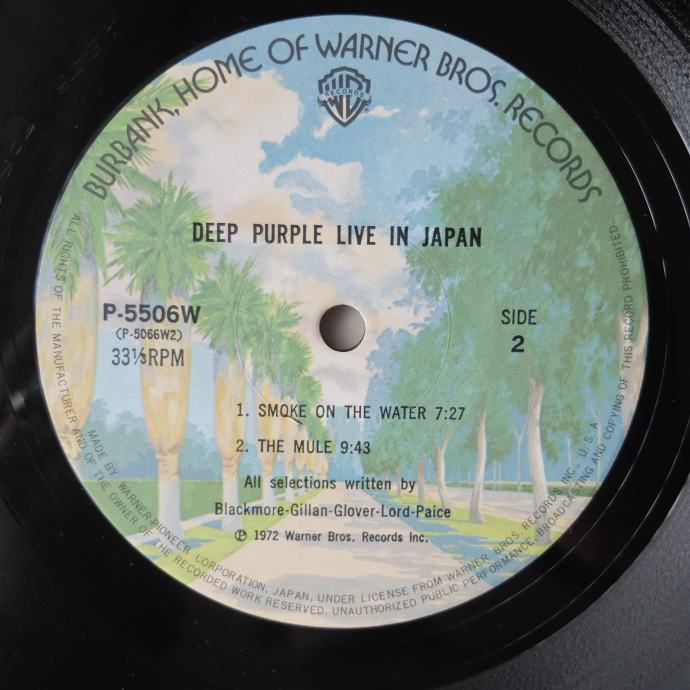 BURBANK, HOME OF WARNER BROS. RECORDS
WB
RECORDS
DEEP PURPLE LIVE IN JAPAN
P-5506W
(P-5066W2)
33⅓RPM
SIDE
2
1. SMOKE ON THE WATER 7:27
2. THE MULE 9:43
All selections written by
Blackmore-Gillan-Glover-Lord-Paice
Ⓟ 1972 Warner Bros. Records Inc.
MADE BY WARNER-PIONEER CORPORATION, JAPAN, UNDER LICENSE FROM WARNER BROS. RECORDS INC., U.S.A.
ALL RIGHTS OF THE MANUFACTURER AND OF THE OWNER OF THE RECORDED WORK RESERVED. UNAUTHORIZED PUBLIC PERFORMANCE, BROADCASTING AND COPYING OF THIS RECORD PROHIBITED